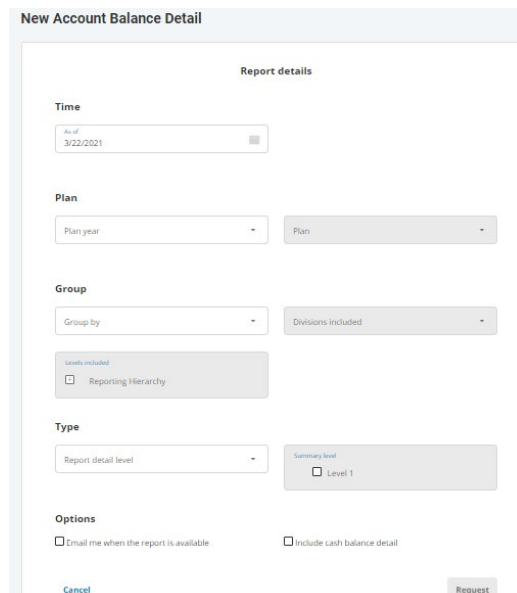 New Account Balance Detail
Report details
Time
As of
3/22/2021
Plan
Plan year
Plan
Group
Group by
Divisions included
Levels included
Reporting Hierarchy
Type
Report detail level
Summary level
Level 1
Options
Email me when the report is available
Include cash balance detail
Cancel
Request